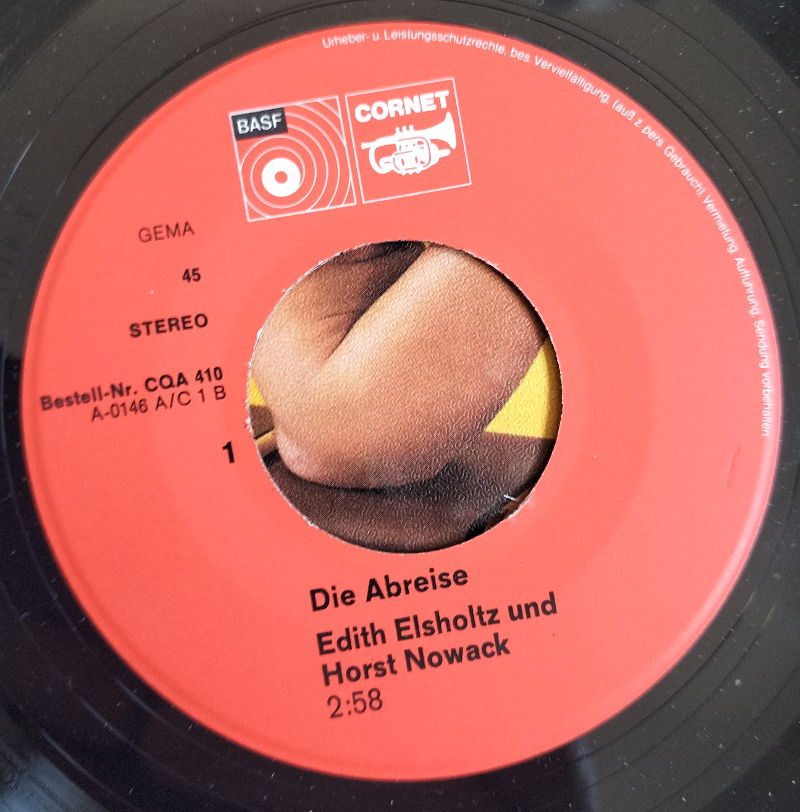 Urheber- u. Leistungsschutzrechte, bes. Vervielfältigung, (auß z. pers Gebrauch) Vermietung, Aufführung, Sendung vorbehalten
BASF
CORNET
GEMA
45
STEREO
Bestell-Nr. CQA 410
A-0146 A/C 1 B
1
Die Abreise
Edith Elsholtz und
Horst Nowack
2:58